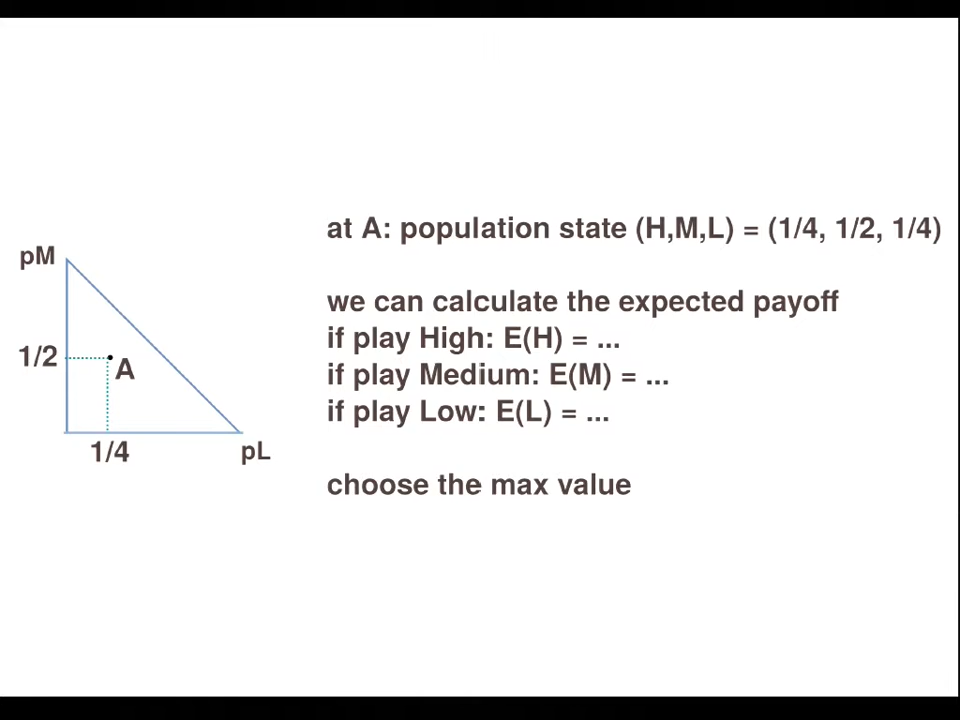 at A: population state (H,M,L) = (1/4, 1/2, 1/4)
we can calculate the expected payoff
if play High: E(H) = ...
if play Medium: E(M) = ...
if play Low: E(L) = ...
choose the max value
pM
1/2
A
1/4
pL